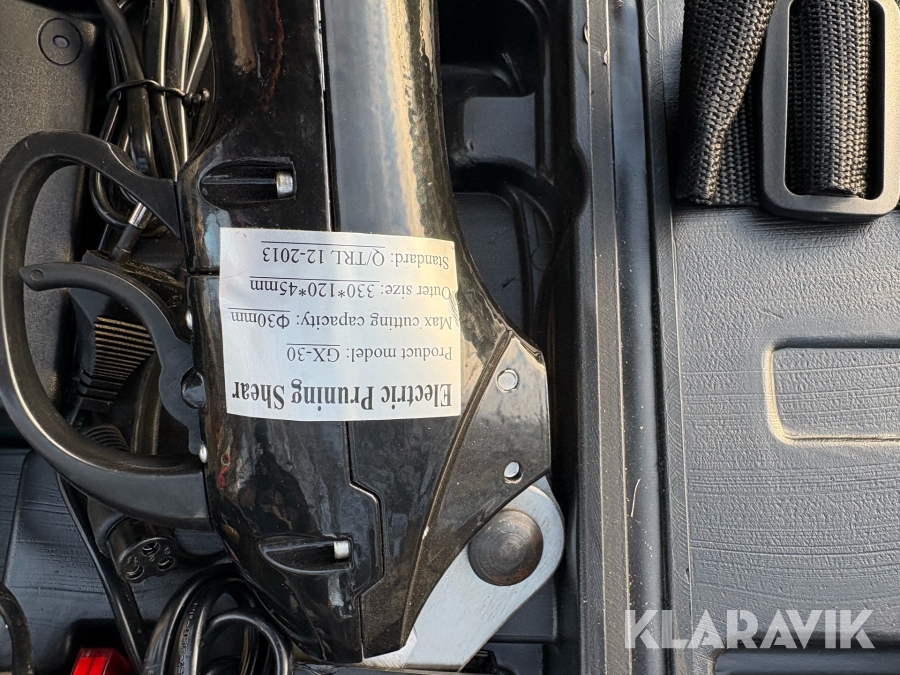 Electric Pruning Shear
Product model: GX-30
Max cutting capacity: Φ30mm
Outer size: 330*120*45mm
Standard: Q/TRL 12-2013
KLARAVIK